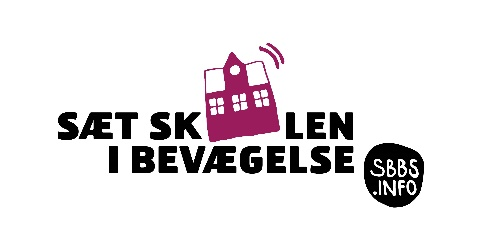 SÆT SK LEN
I BEVÆGELSE
SBBS
.INFO